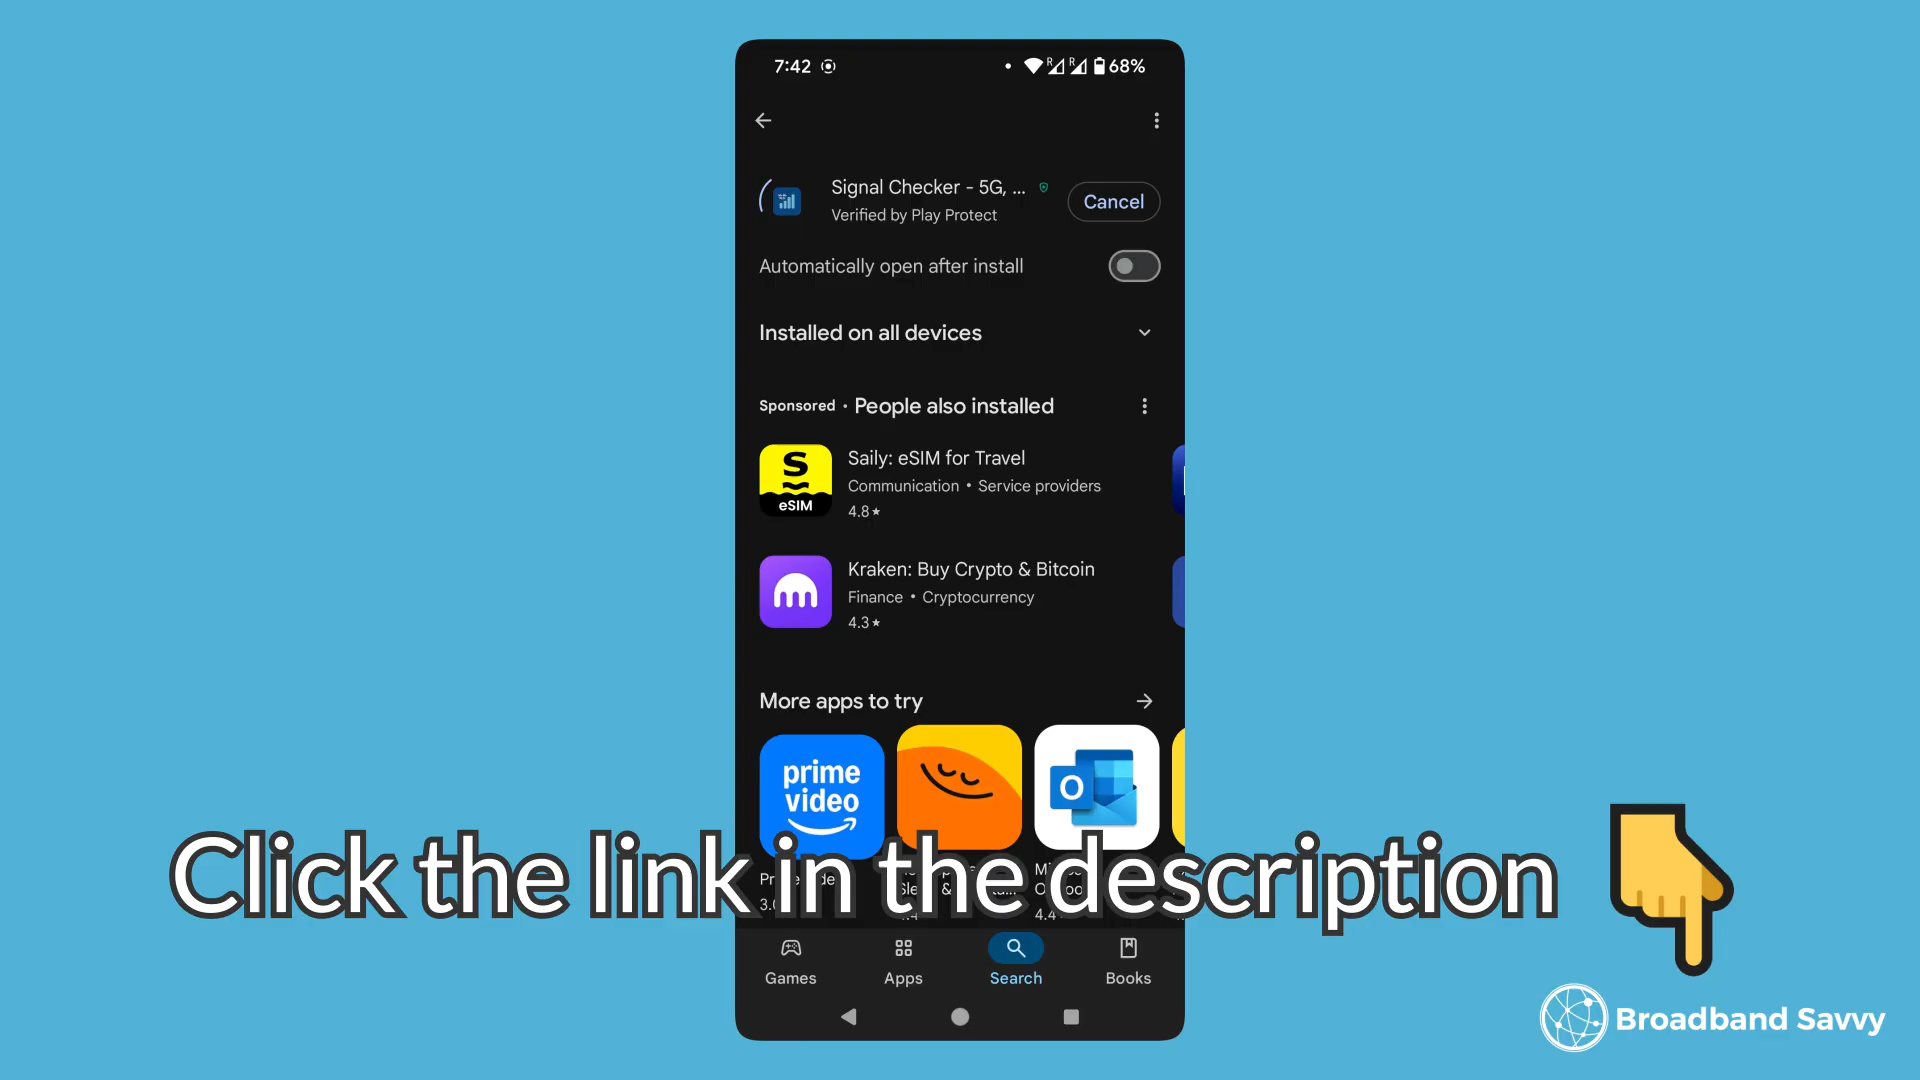 7:42
R R 68%
Signal Checker - 5G, ...
Verified by Play Protect
Cancel
Automatically open after install
Installed on all devices
Sponsored • People also installed
S
eSIM
Saily: eSIM for Travel
Communication • Service providers
4.8★
Kraken: Buy Crypto & Bitcoin
Finance • Cryptocurrency
4.3★
More apps to try
prime
video
O
Click the link in the description
4.4
Games
Apps
Search
Books
Broadband Savvy